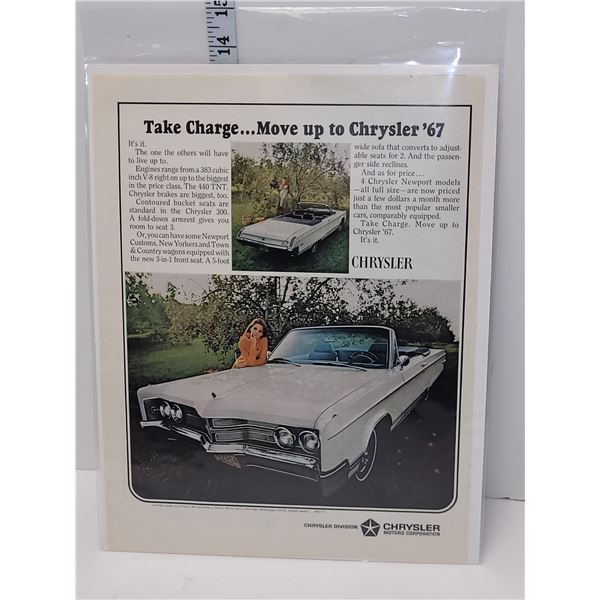 15
14
Take Charge...Move up to Chrysler '67
It's it.
The one the others will have
to live up to.
Engines range from a 383 cubic
inch V-8 right on up to the biggest
in the price class. The 440 TNT.
Chrysler brakes are biggest, too.
Contoured bucket seats are
standard in the Chrysler 300.
A fold-down armrest gives you
room to seat 3.
Or, you can have some Newport
Customs, New Yorkers and Town
& Country wagons equipped with
the new 3-in-1 front seat. A 5-foot
wide sofa that converts to adjust-
able seats for 2. And the passen-
ger side reclines.
And as for price...
4 Chrysler Newport models
—all full size—are now priced
just a few dollars a month more
than the most popular smaller
cars, comparably equipped.
Take Charge. Move up to
Chrysler '67.
It's it.
CHRYSLER
CHRYSLER DIVISION CHRYSLER
MOTORS CORPORATION